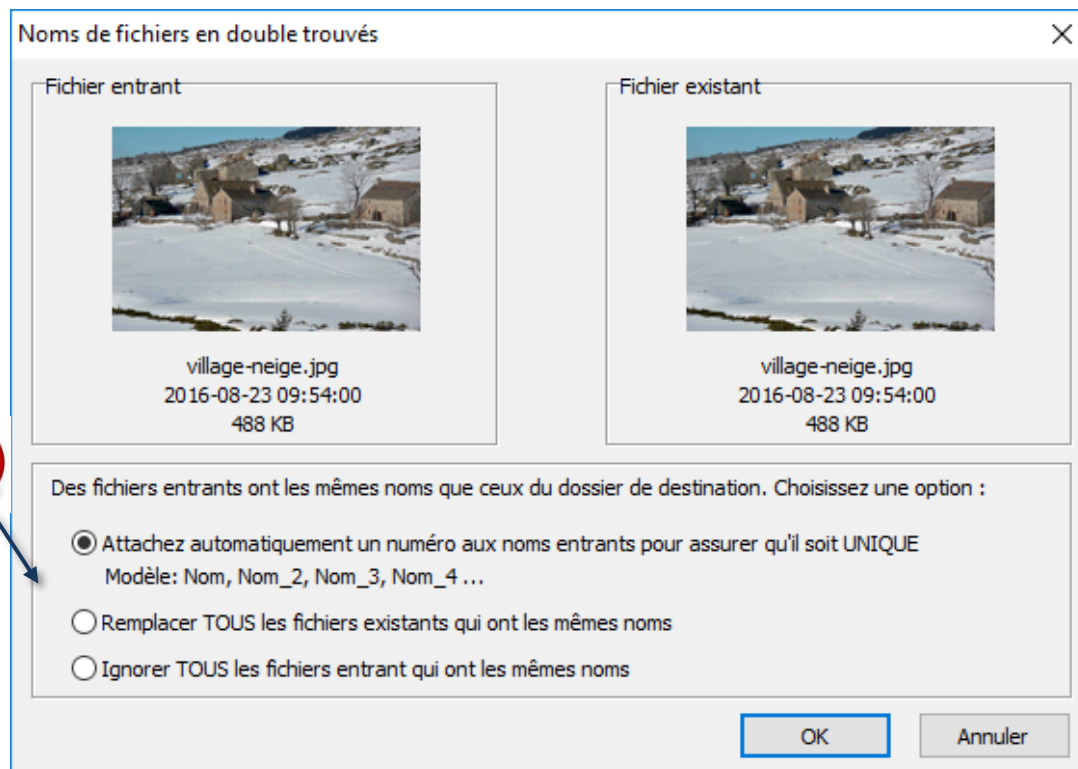 Noms de fichiers en double trouvés
Fichier entrant
Fichier existant
village-neige.jpg
2016-08-23 09:54:00
488 KB
village-neige.jpg
2016-08-23 09:54:00
488 KB
Des fichiers entrants ont les mêmes noms que ceux du dossier de destination. Choisissez une option :
Attachez automatiquement un numéro aux noms entrants pour assurer qu'il soit UNIQUE
Modèle: Nom, Nom_2, Nom_3, Nom_4 ...
Remplacer TOUS les fichiers existants qui ont les mêmes noms
Ignorer TOUS les fichiers entrant qui ont les mêmes noms
OK
Annuler